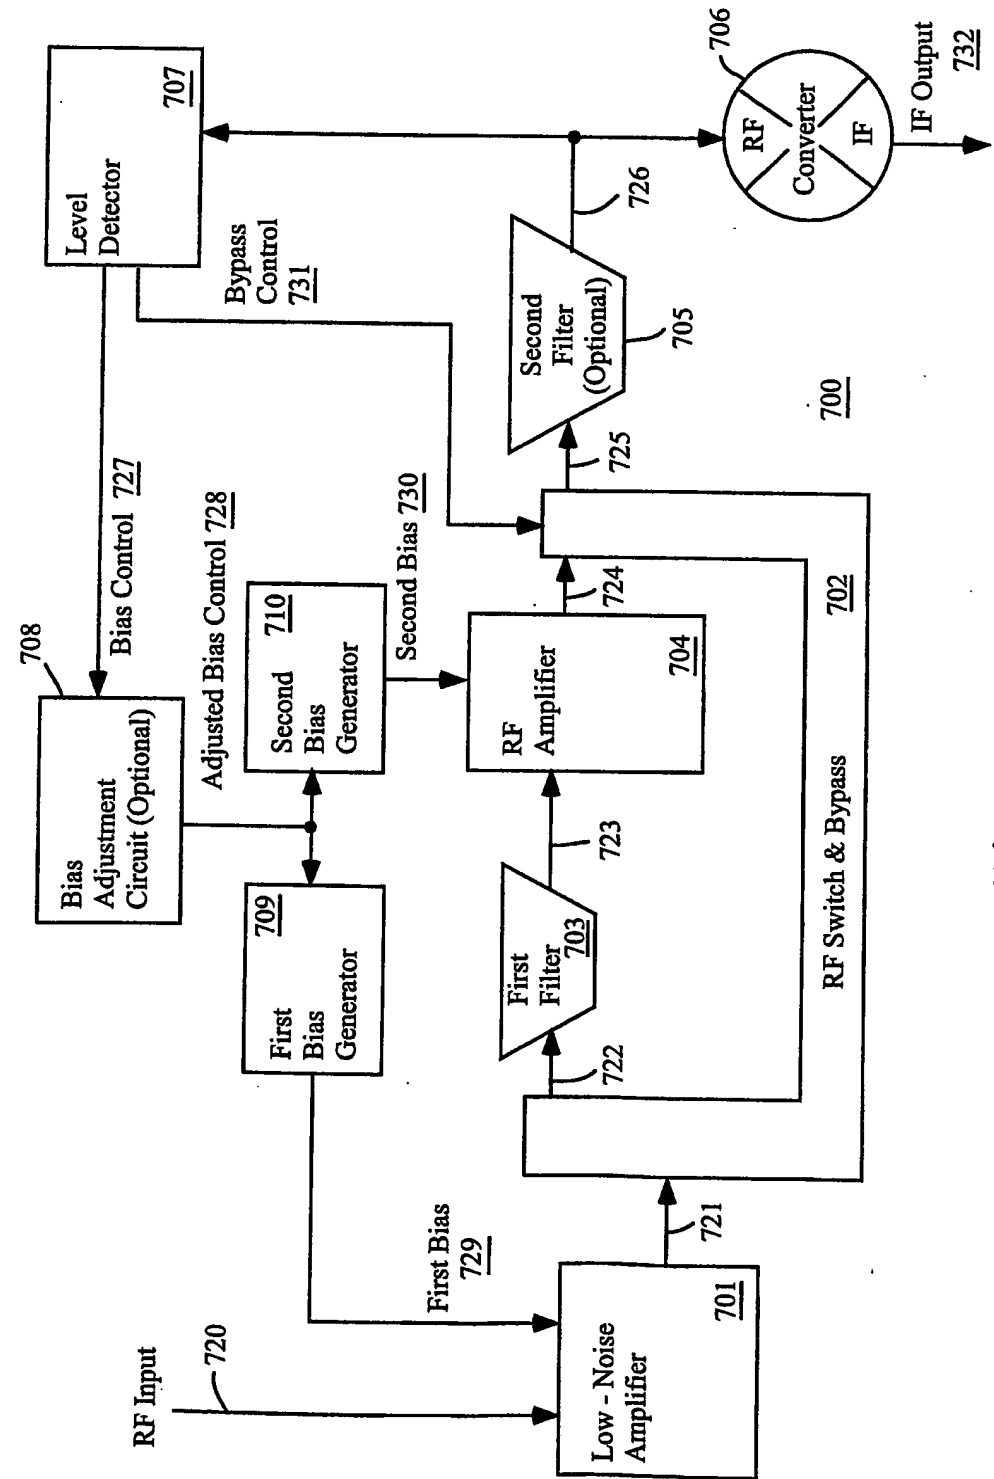 RF Input
720
First Bias
729
Low - Noise
Amplifier
701
721
First
Bias
Generator
709
Bias
Adjustment
Circuit (Optional)
708
Bias Control 727
Adjusted Bias Control 728
Second
Bias
Generator
710
Second Bias 730
Level
Detector
707
Bypass
Control
731
722
First
Filter
703
723
RF
Amplifier
704
724
RF Switch & Bypass
702
725
Second
Filter
(Optional)
705
726
706
RF
Converter
IF
IF Output
732
700